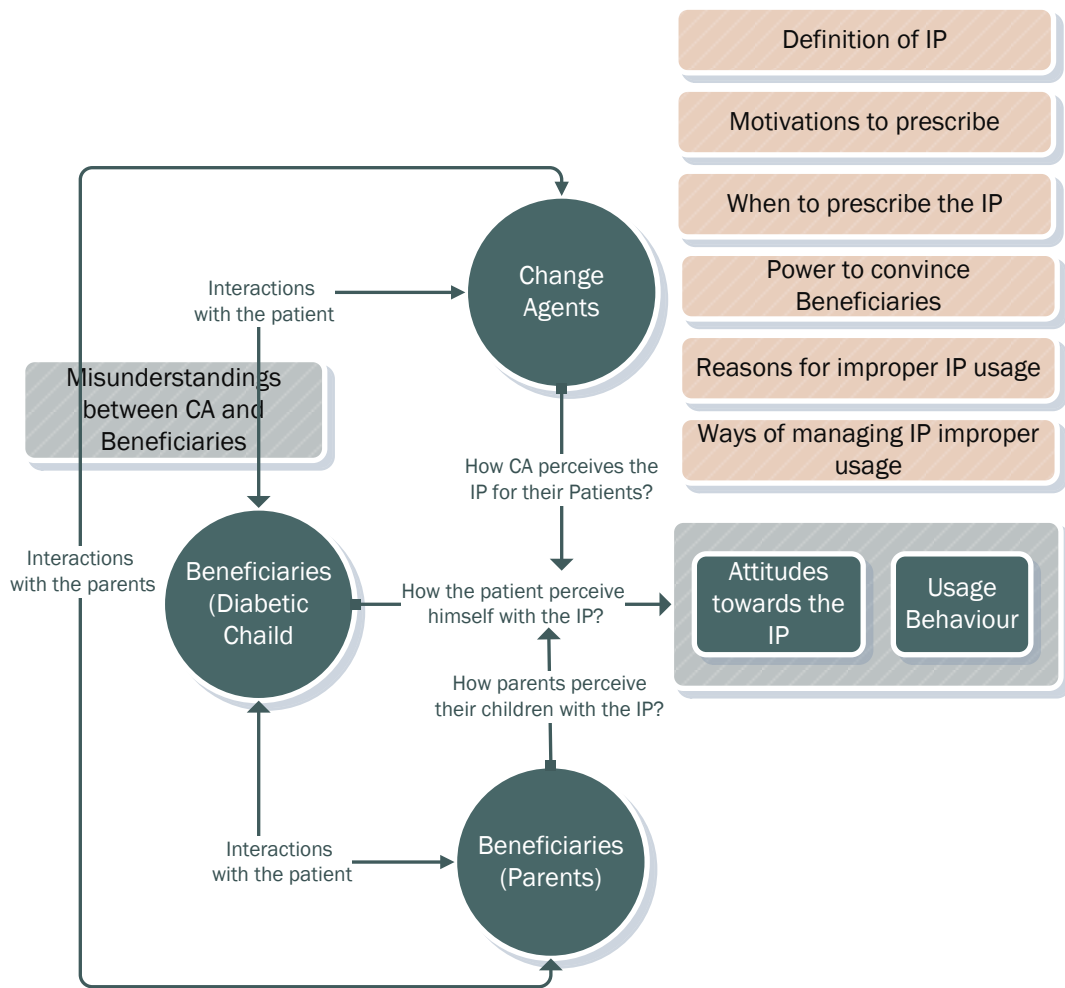 Definition of IP
Motivations to prescribe
When to prescribe the IP
Power to convince
Beneficiaries
Reasons for improper IP usage
Ways of managing IP improper
usage
Change
Agents
Interactions
with the patient
Misunderstandings
between CA and
Beneficiaries
How CA perceives the
IP for their Patients?
Interactions
with the parents
Beneficiaries
(Diabetic
Chaild
How the patient perceive
himself with the IP?
Attitudes
towards the
IP
Usage
Behaviour
How parents perceive
their children with the IP?
Interactions
with the patient
Beneficiaries
(Parents)